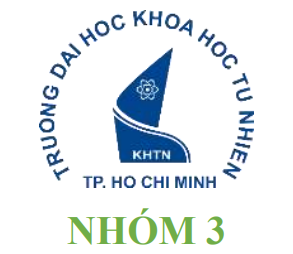 TRUONG DAI HOC KHOA HOC TU NHIEN
KHTN
TP. HO CHI MINH
NHÓM 3